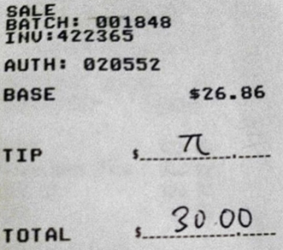 SALE
BATCH: 001848
INV:422365
AUTH: 020552
BASE $26.86
TIP $ π
TOTAL $ 30.00